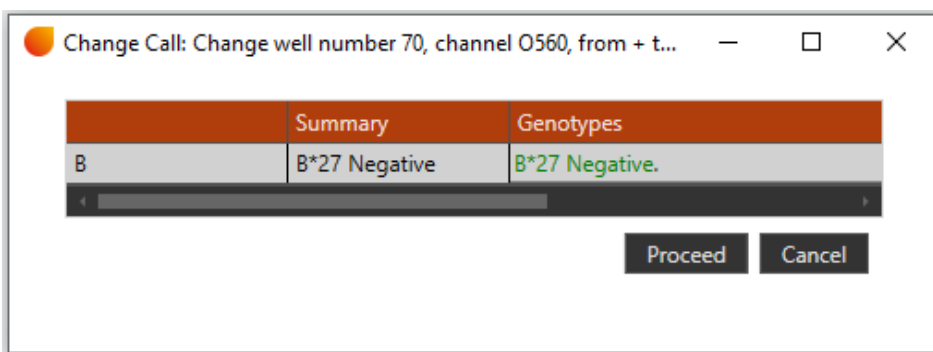 Change Call: Change well number 70, channel O560, from + t...
Summary Genotypes
B B*27 Negative B*27 Negative.
Proceed Cancel